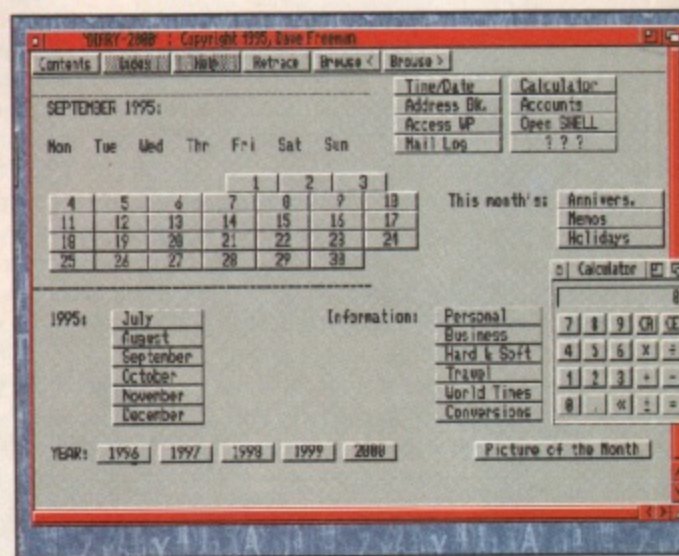 'DIARY-2000' : Copyright 1995, Dave Freeman
Contents Index Help Retrace Browse < Browse >
Time/Date Calculator
SEPTEMBER 1995: Address Bk. Accounts
Access WP Open SHELL
Mon Tue Wed Thr Fri Sat Sun Mail Log ? ? ?
1 2 3
4 5 6 7 8 9 10 This month's: Annivers.
11 12 13 14 15 16 17 Memos
18 19 20 21 22 23 24 Holidays
25 26 27 28 29 30
Calculator
0
1995: July Information: Personal
August Business
September Hard & Soft
October Travel
November World Times
December Conversions
7 8 9 CA CE
4 5 6 X ÷
1 2 3 + -
0 . « ± =
YEAR: 1996 1997 1998 1999 2000 Picture of the Month